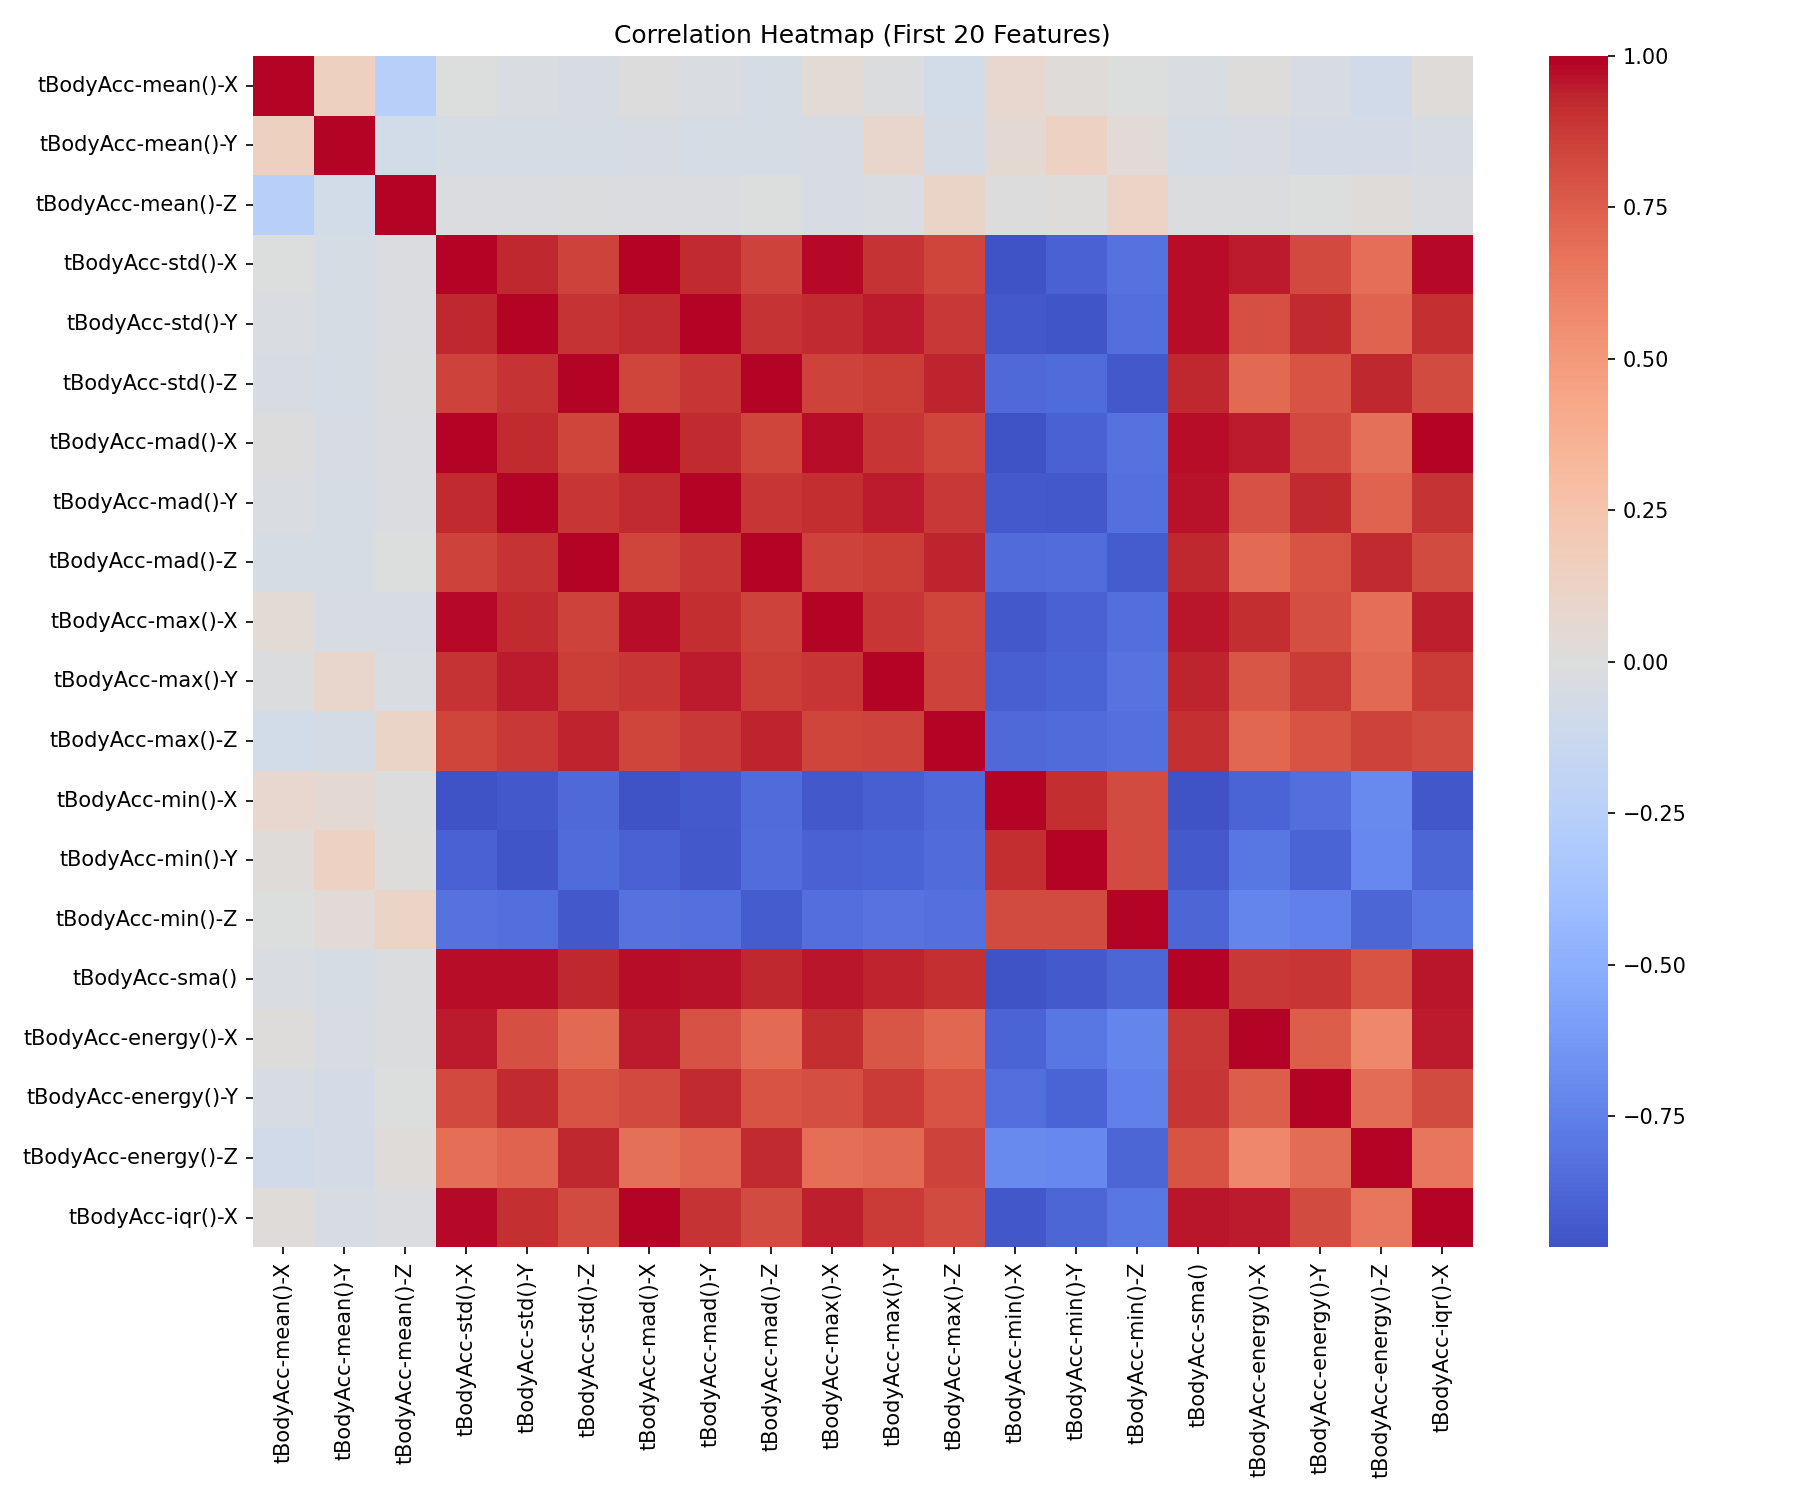 Correlation Heatmap (First 20 Features)
tBodyAcc-mean()-X
tBodyAcc-mean()-Y
tBodyAcc-mean()-Z
tBodyAcc-std()-X
tBodyAcc-std()-Y
tBodyAcc-std()-Z
tBodyAcc-mad()-X
tBodyAcc-mad()-Y
tBodyAcc-mad()-Z
tBodyAcc-max()-X
tBodyAcc-max()-Y
tBodyAcc-max()-Z
tBodyAcc-min()-X
tBodyAcc-min()-Y
tBodyAcc-min()-Z
tBodyAcc-sma()
tBodyAcc-energy()-X
tBodyAcc-energy()-Y
tBodyAcc-energy()-Z
tBodyAcc-iqr()-X
tBodyAcc-mean()-X
tBodyAcc-mean()-Y
tBodyAcc-mean()-Z
tBodyAcc-std()-X
tBodyAcc-std()-Y
tBodyAcc-std()-Z
tBodyAcc-mad()-X
tBodyAcc-mad()-Y
tBodyAcc-mad()-Z
tBodyAcc-max()-X
tBodyAcc-max()-Y
tBodyAcc-max()-Z
tBodyAcc-min()-X
tBodyAcc-min()-Y
tBodyAcc-min()-Z
tBodyAcc-sma()
tBodyAcc-energy()-X
tBodyAcc-energy()-Y
tBodyAcc-energy()-Z
tBodyAcc-iqr()-X
1.00
0.75
0.50
0.25
0.00
−0.25
−0.50
−0.75